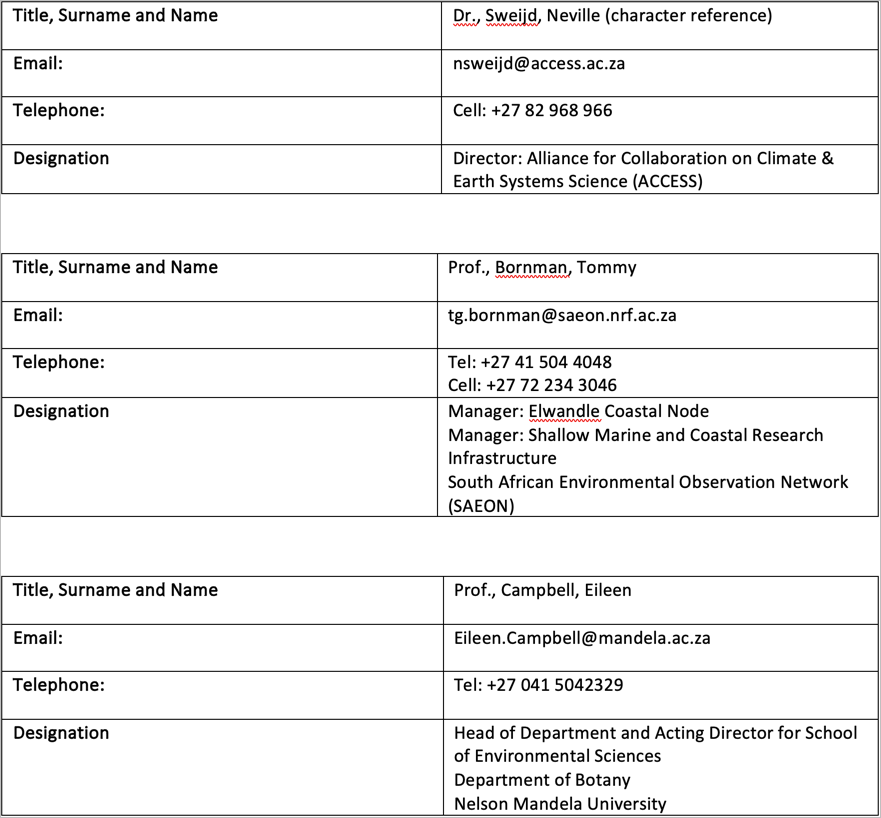 Title, Surname and Name Dr., Sweijd, Neville (character reference)
Email: nsweijd@access.ac.za
Telephone: Cell: +27 82 968 966
Designation Director: Alliance for Collaboration on Climate &
Earth Systems Science (ACCESS)
Title, Surname and Name Prof., Bornman, Tommy
Email: tg.bornman@saeon.nrf.ac.za
Telephone: Tel: +27 41 504 4048
Cell: +27 72 234 3046
Designation Manager: Elwandle Coastal Node
Manager: Shallow Marine and Coastal Research
Infrastructure
South African Environmental Observation Network
(SAEON)
Title, Surname and Name Prof., Campbell, Eileen
Email: Eileen.Campbell@mandela.ac.za
Telephone: Tel: +27 041 5042329
Designation Head of Department and Acting Director for School
of Environmental Sciences
Department of Botany
Nelson Mandela University